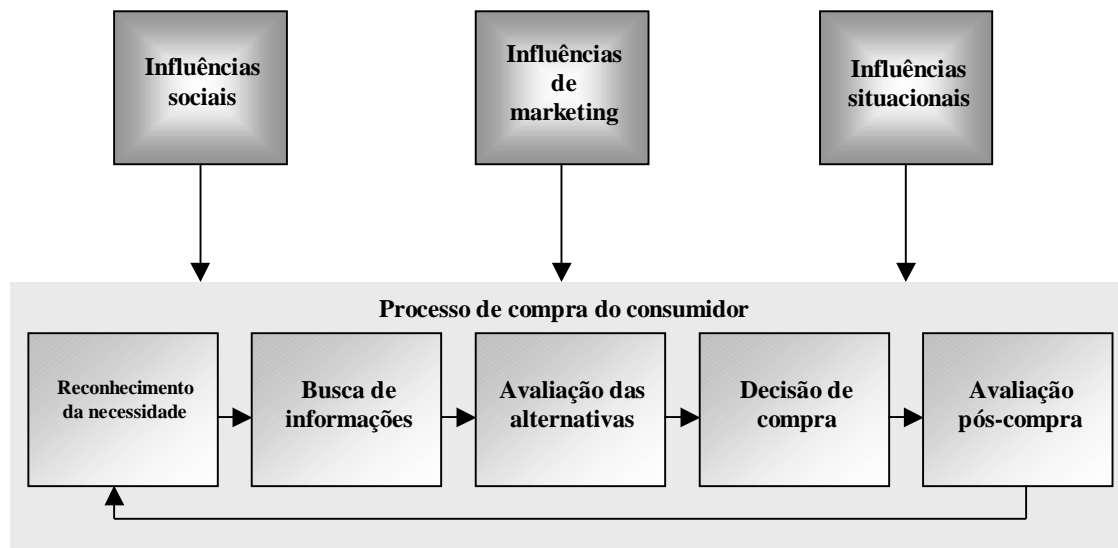 Influências
sociais
Influências
de
marketing
Influências
situacionais
Processo de compra do consumidor
Reconhecimento
da necessidade
Busca de
informações
Avaliação das
alternativas
Decisão de
compra
Avaliação
pós-compra